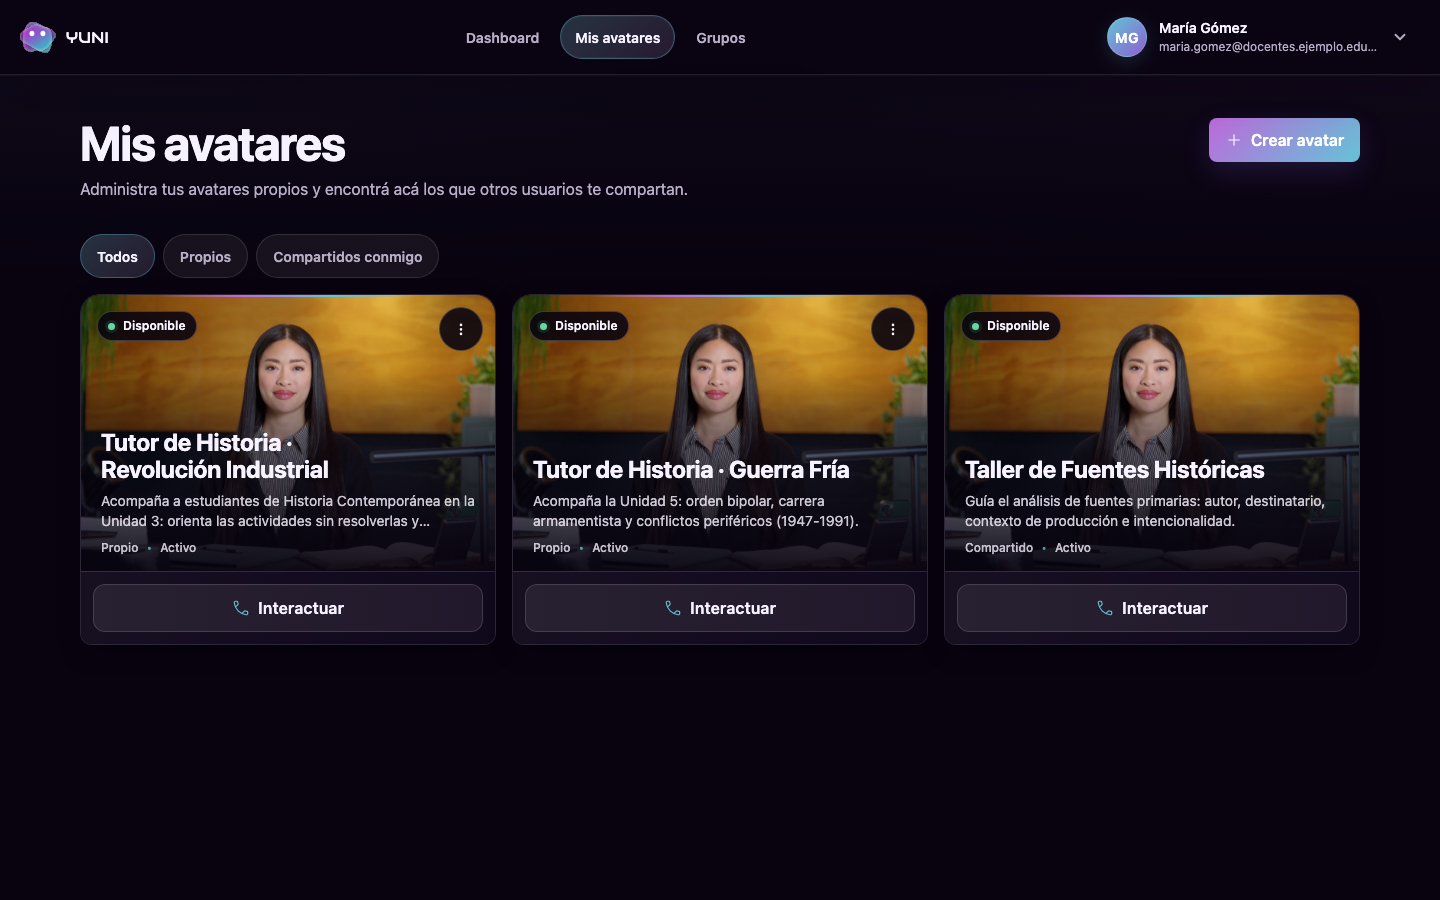 YUNI
Dashboard
Mis avatares
Grupos
MG
María Gómez
maria.gomez@docentes.ejemplo.edu...
Mis avatares
Administra tus avatares propios y encontrá acá los que otros usuarios te compartan.
+ Crear avatar
Todos
Propios
Compartidos conmigo
Disponible
Tutor de Historia ·
Revolución Industrial
Acompaña a estudiantes de Historia Contemporánea en la
Unidad 3: orienta las actividades sin resolverlas y...
Propio • Activo
Interactuar
Disponible
Tutor de Historia · Guerra Fría
Acompaña la Unidad 5: orden bipolar, carrera
armamentista y conflictos periféricos (1947-1991).
Propio • Activo
Interactuar
Disponible
Taller de Fuentes Históricas
Guía el análisis de fuentes primarias: autor, destinatario,
contexto de producción e intencionalidad.
Compartido • Activo
Interactuar